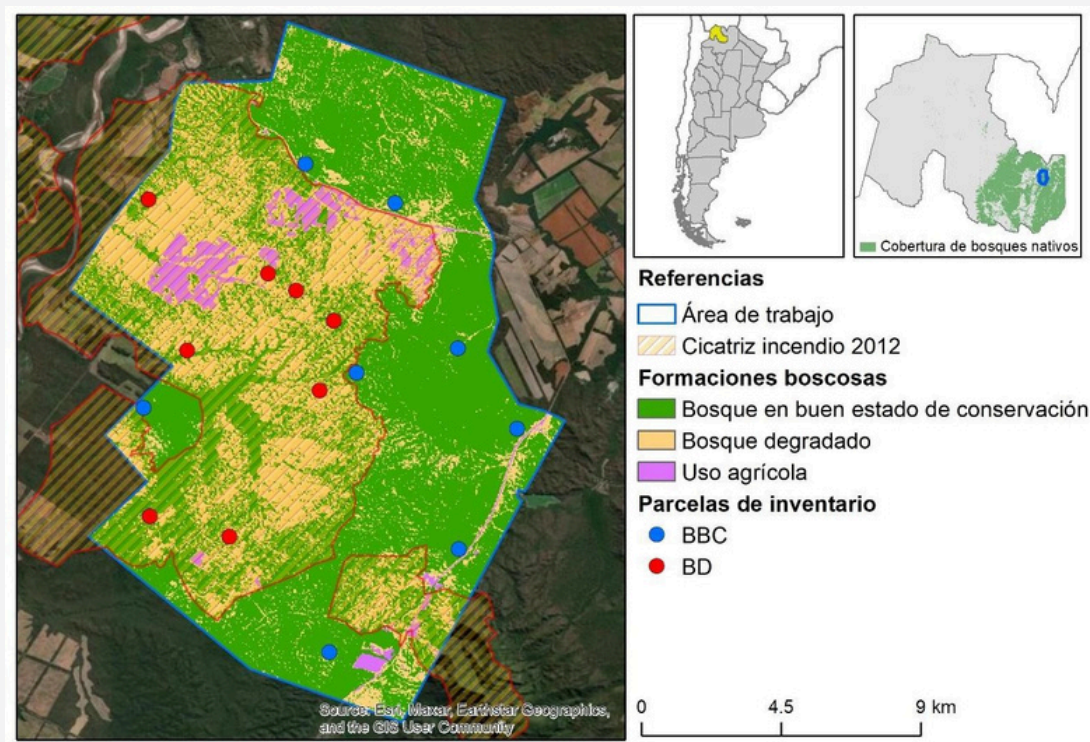 Cobertura de bosques nativos
Referencias
Área de trabajo
Cicatriz incendio 2012
Formaciones boscosas
Bosque en buen estado de conservación
Bosque degradado
Uso agrícola
Parcelas de inventario
BBC
BD
0 4.5 9 km
Source: Esri, Maxar, Earthstar Geographics,
and the GIS User Community